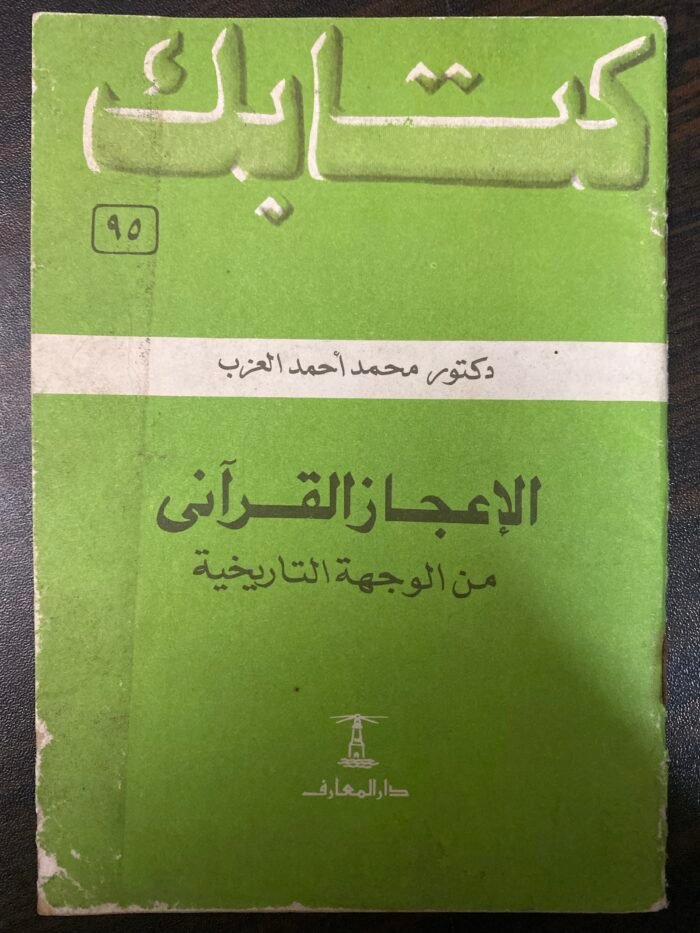 كتابك
٩٥
دكتور محمد أحمد العزب
الإعجاز القرآنى
من الوجهة التاريخية
دار المعارف